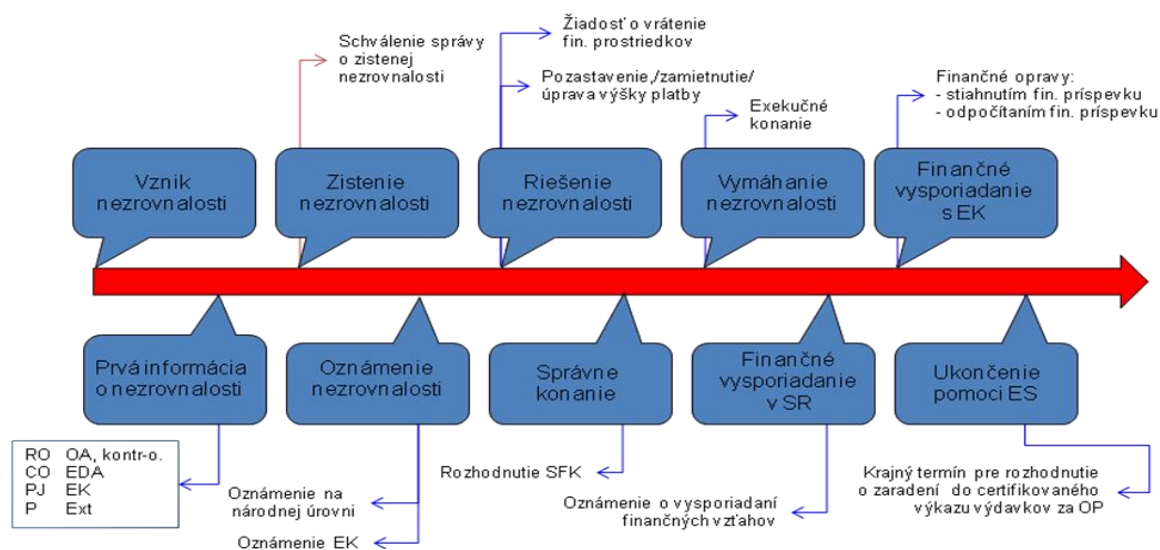 Schválenie správy
o zistenej
nezrovnalosti
Žiadosť o vrátenie
fin. prostriedkov
Pozastavenie,/zamietnutie/
úprava výšky platby
Exekučné
konanie
Finančné opravy:
- stiahnutím fin. príspevku
- odpočítaním fin. príspevku
Vznik
nezrovnalosti
Zistenie
nezrovnalosti
Riešenie
nezrovnalosti
Vymáhanie
nezrovnalosti
Finančné
vysporiadanie
s EK
Prvá informácia
o nezrovnalosti
Oznámenie
nezrovnalosti
Správne
konanie
Finančné
vysporiadanie
v SR
Ukončenie
pomoci ES
RO OA, kontr-o.
CO EDA
PJ EK
P Ext
Oznámenie na
národnej úrovni
Oznámenie EK
Rozhodnutie SFK
Oznámenie o vysporiadaní
finančných vzťahov
Krajný termín pre rozhodnutie
o zaradení do certifikovaného
výkazu výdavkov za OP